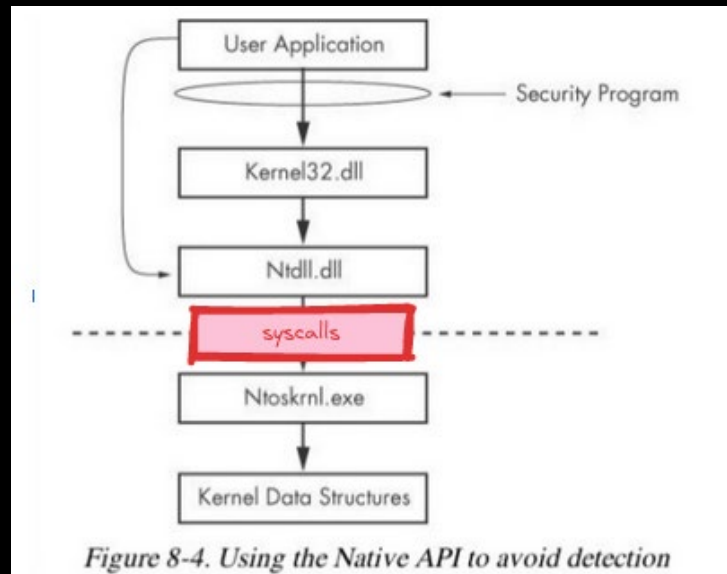 User Application
Security Program
Kernel32.dll
Ntdll.dll
syscalls
Ntoskrnl.exe
Kernel Data Structures
Figure 8-4. Using the Native API to avoid detection